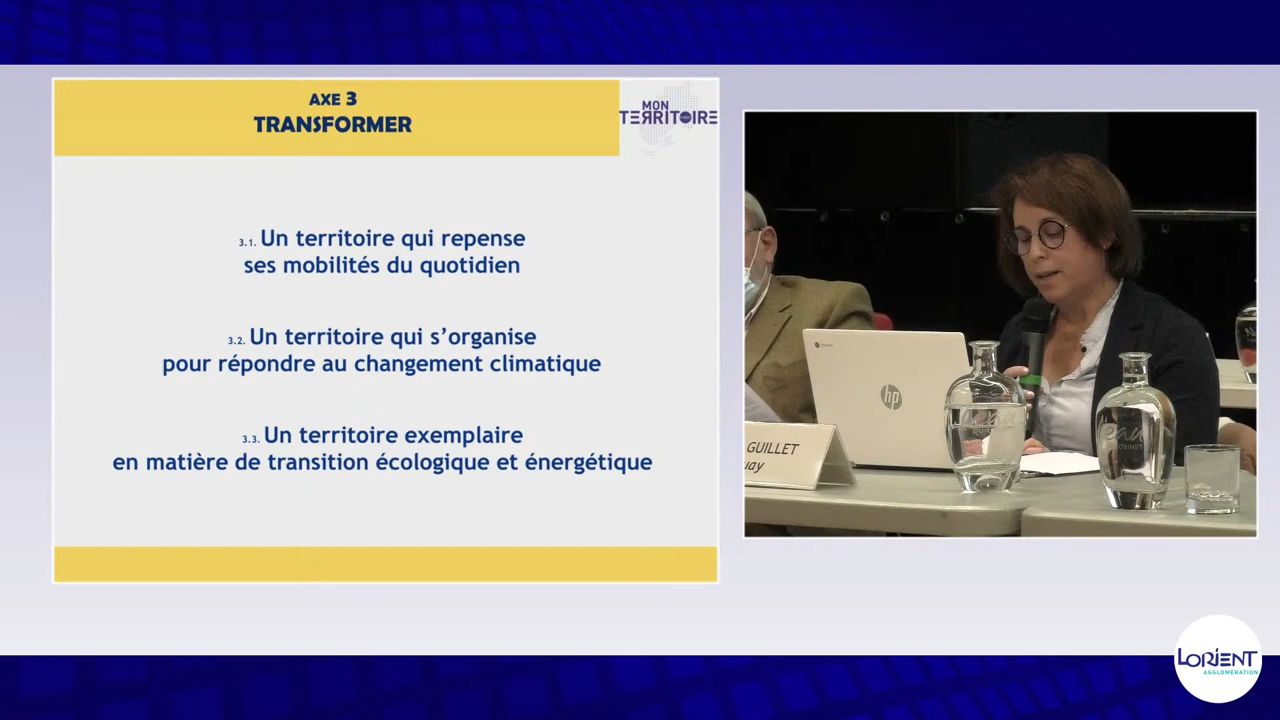 AXE 3
TRANSFORMER
MON
TERRITOIRE
3.1. Un territoire qui repense
ses mobilités du quotidien
3.2. Un territoire qui s'organise
pour répondre au changement climatique
3.3. Un territoire exemplaire
en matière de transition écologique et énergétique
hp
GUILLET
eau
LORIENT
AGGLOMÉRATION